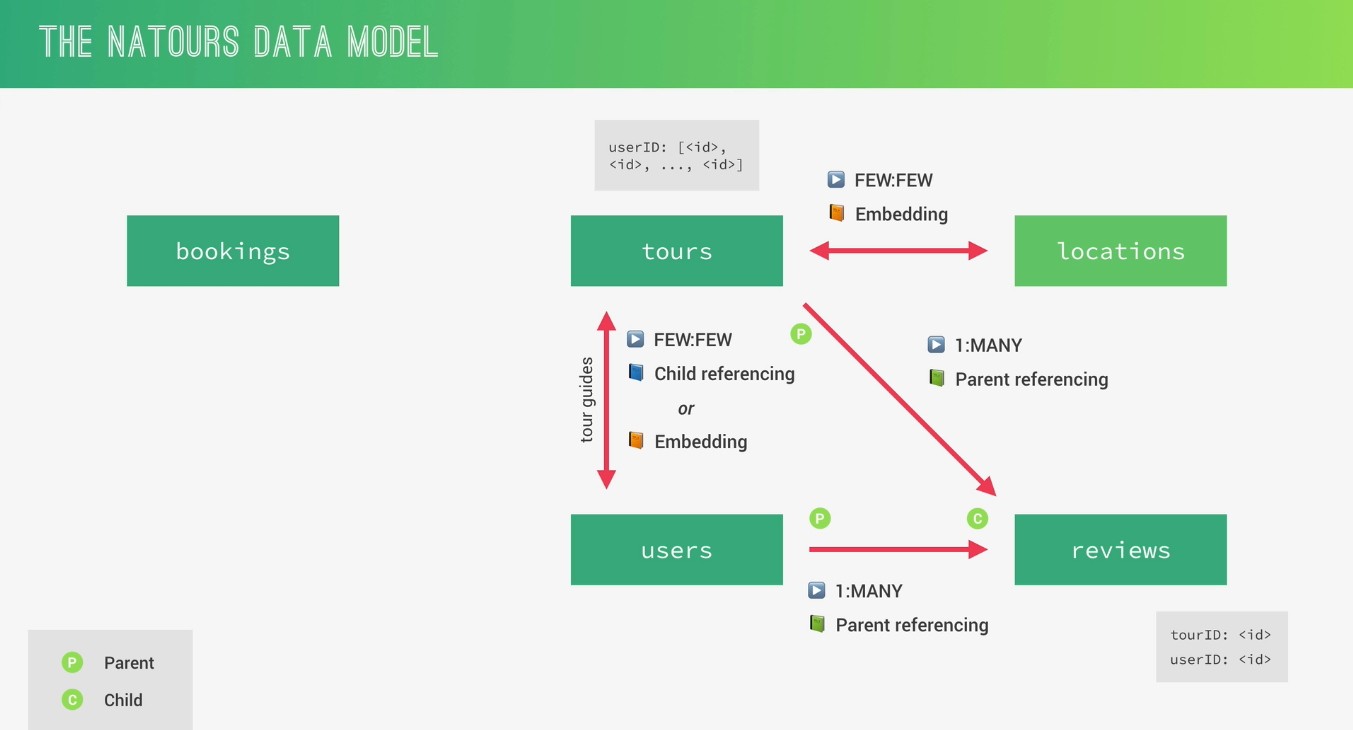 THE NATOURS DATA MODEL
userID: [<id>,
<id>, ..., <id>]
FEW:FEW
Embedding
bookings
tours
locations
tour guides
FEW:FEW
Child referencing
or
Embedding
P
1:MANY
Parent referencing
P
C
users
reviews
1:MANY
Parent referencing
tourID: <id>
userID: <id>
P Parent
C Child